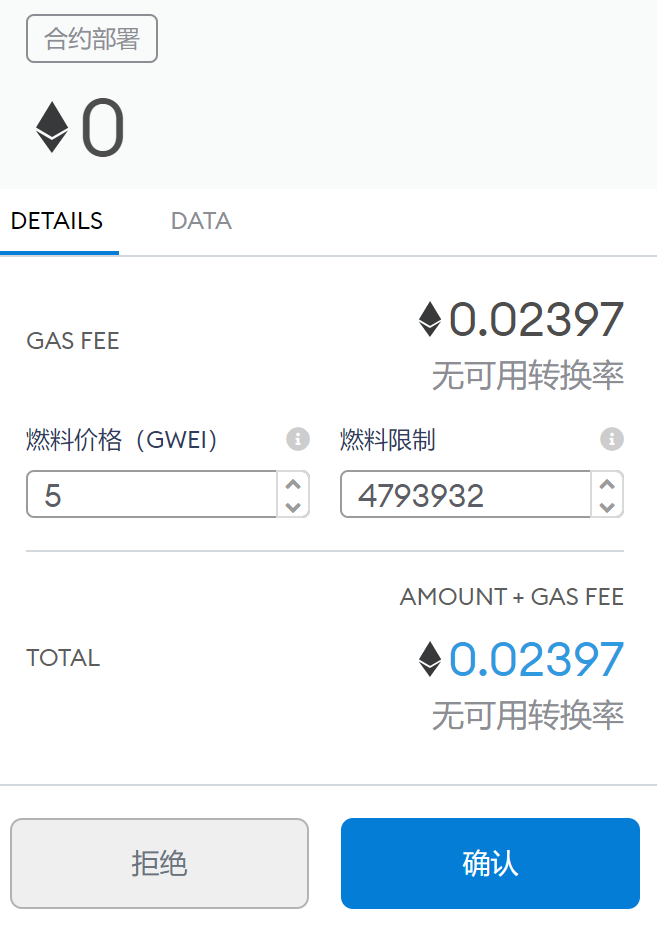 合约部署
0
DETAILS DATA
GAS FEE
0.02397
无可用转换率
燃料价格（GWEI） 燃料限制
5 4793932
AMOUNT + GAS FEE
TOTAL
0.02397
无可用转换率
拒绝 确认